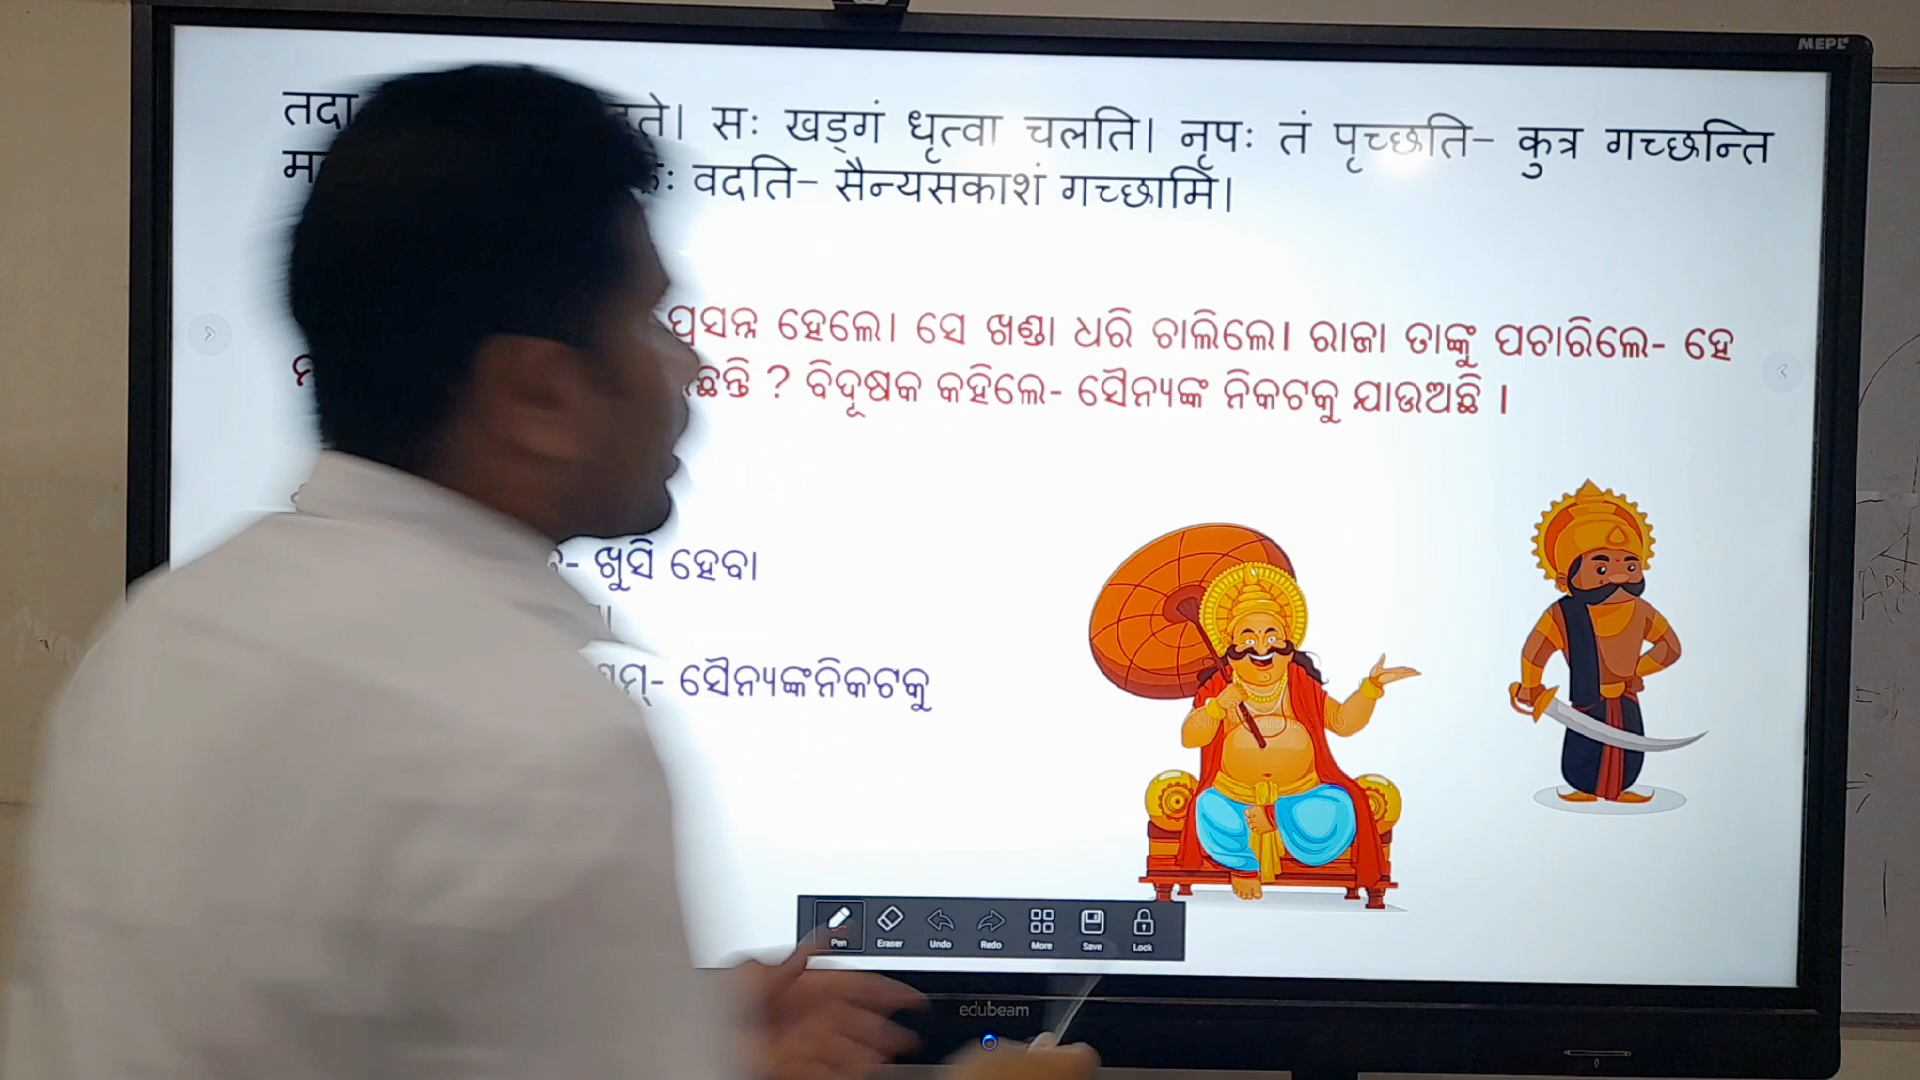 MEPL
तदा सः खड्गं धृत्वा चलति। नृपः तं पृच्छति- कुत्र गच्छन्ति
वदति- सैन्यसकाशं गच्छामि।
ପ୍ରସନ୍ନ ହେଲେ। ସେ ଖଣ୍ଡା ଧରି ଚାଲିଲେ। ରାଜା ତାଙ୍କୁ ପଚାରିଲେ- ହେ
? ବିଦୂଷକ କହିଲେ- ସୈନ୍ୟଙ୍କ ନିକଟକୁ ଯାଉଅଛି ।
- ଖୁସି ହେବା
- ସୈନ୍ୟଙ୍କନିକଟକୁ
Pen Eraser Undo Redo More Save Lock
edubeam